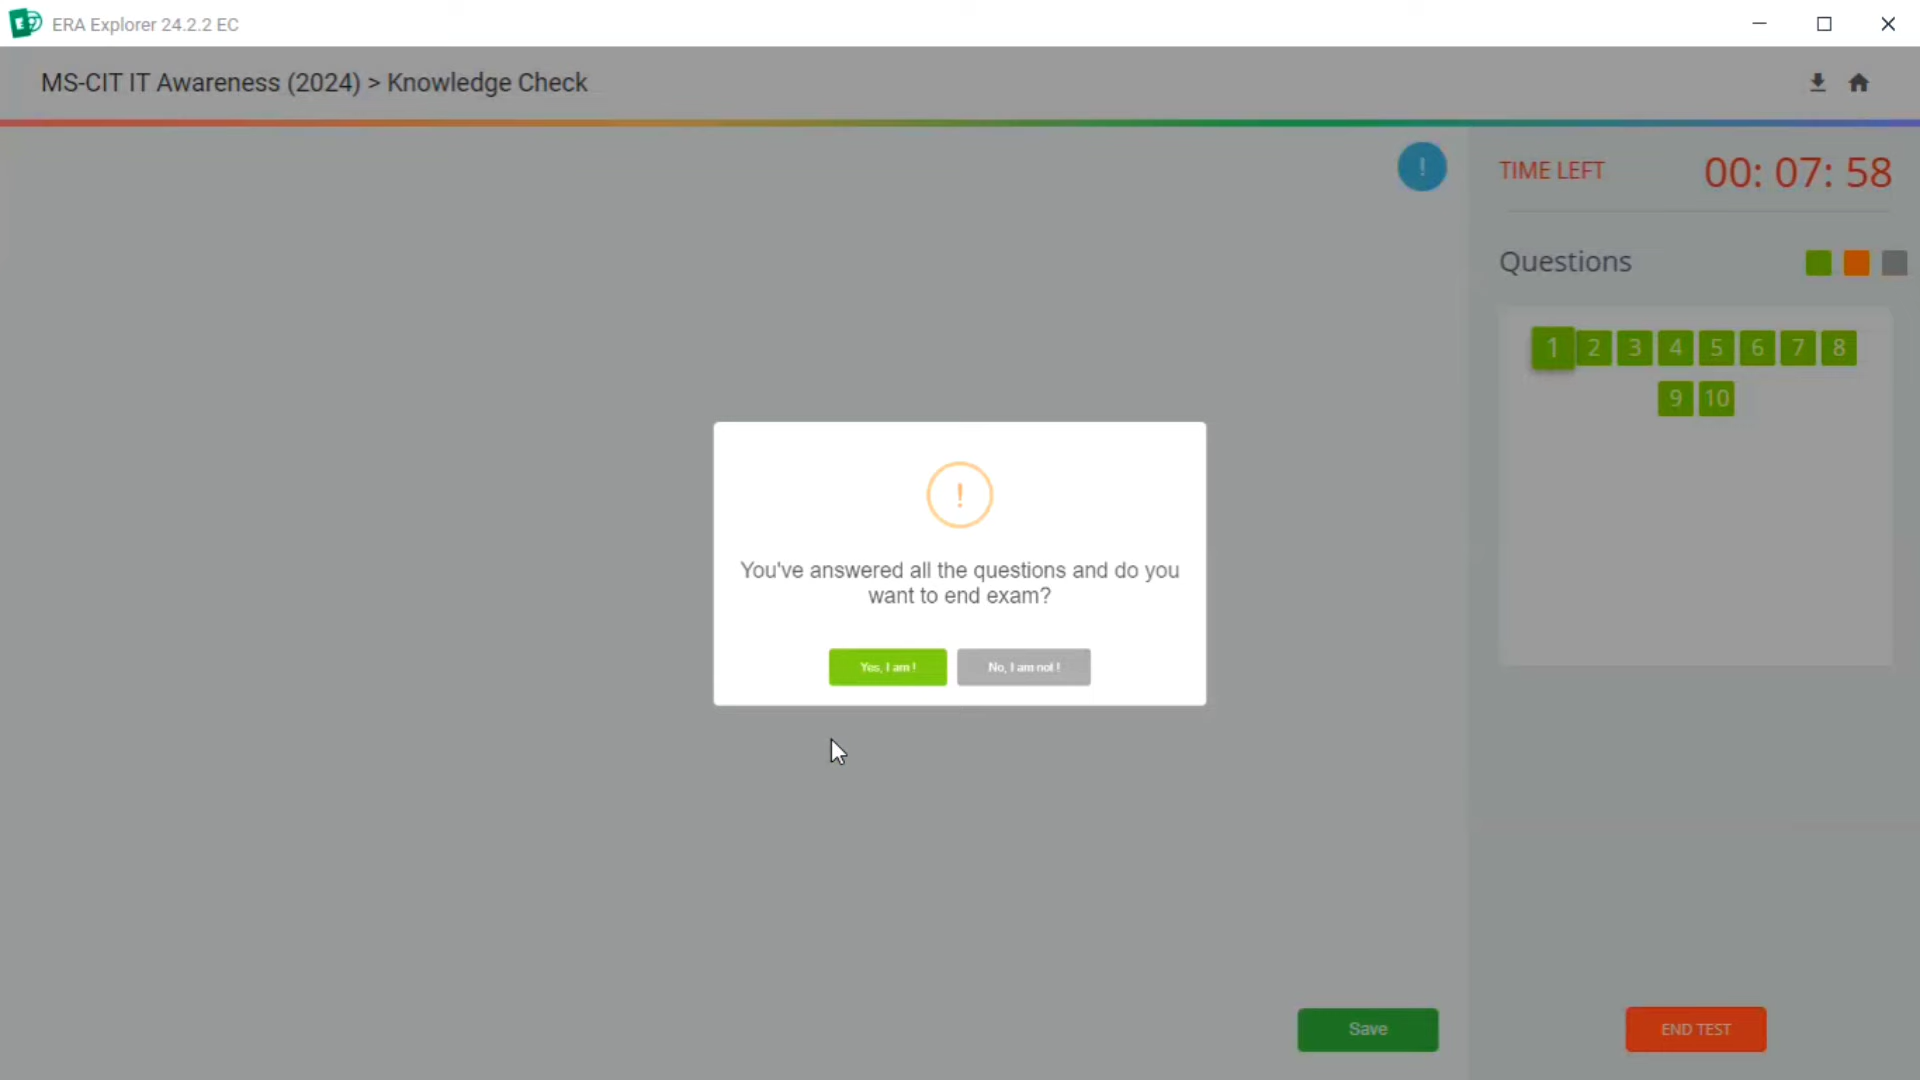 ERA Explorer 24.2.2 EC
MS-CIT IT Awareness (2024) > Knowledge Check
!
TIME LEFT 00: 07: 58
Questions
1 2 3 4 5 6 7 8
9 10
!
You've answered all the questions and do you
want to end exam?
Yes, I am ! No, I am not !
Save END TEST